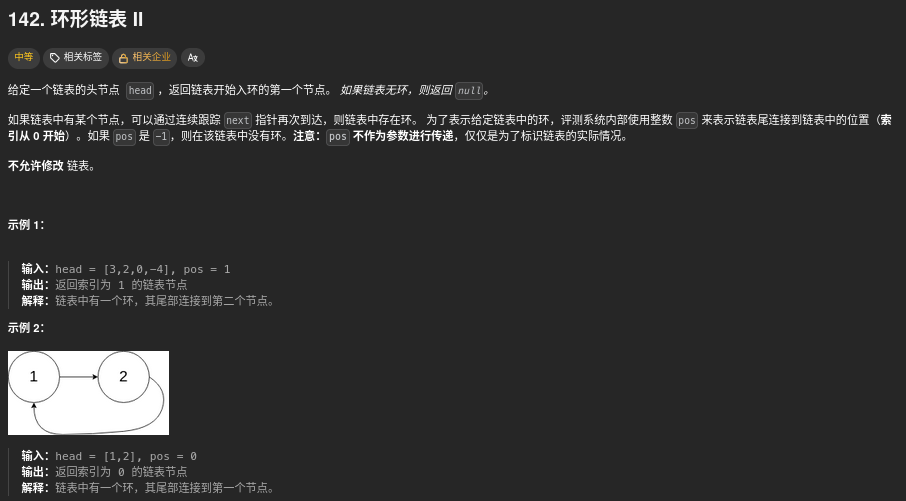 142. 环形链表 II
中等 相关标签 相关企业 Aǎ
给定一个链表的头节点 head ，返回链表开始入环的第一个节点。 如果链表无环，则返回 null。
如果链表中有某个节点，可以通过连续跟踪 next 指针再次到达，则链表中存在环。 为了表示给定链表中的环，评测系统内部使用整数 pos 来表示链表尾连接到链表中的位置（索
引从 0 开始）。如果 pos 是 -1，则在该链表中没有环。注意：pos 不作为参数进行传递，仅仅是为了标识链表的实际情况。
不允许修改 链表。
示例 1：
输入：head = [3,2,0,-4], pos = 1
输出：返回索引为 1 的链表节点
解释：链表中有一个环，其尾部连接到第二个节点。
示例 2：
1 2
输入：head = [1,2], pos = 0
输出：返回索引为 0 的链表节点
解释：链表中有一个环，其尾部连接到第一个节点。